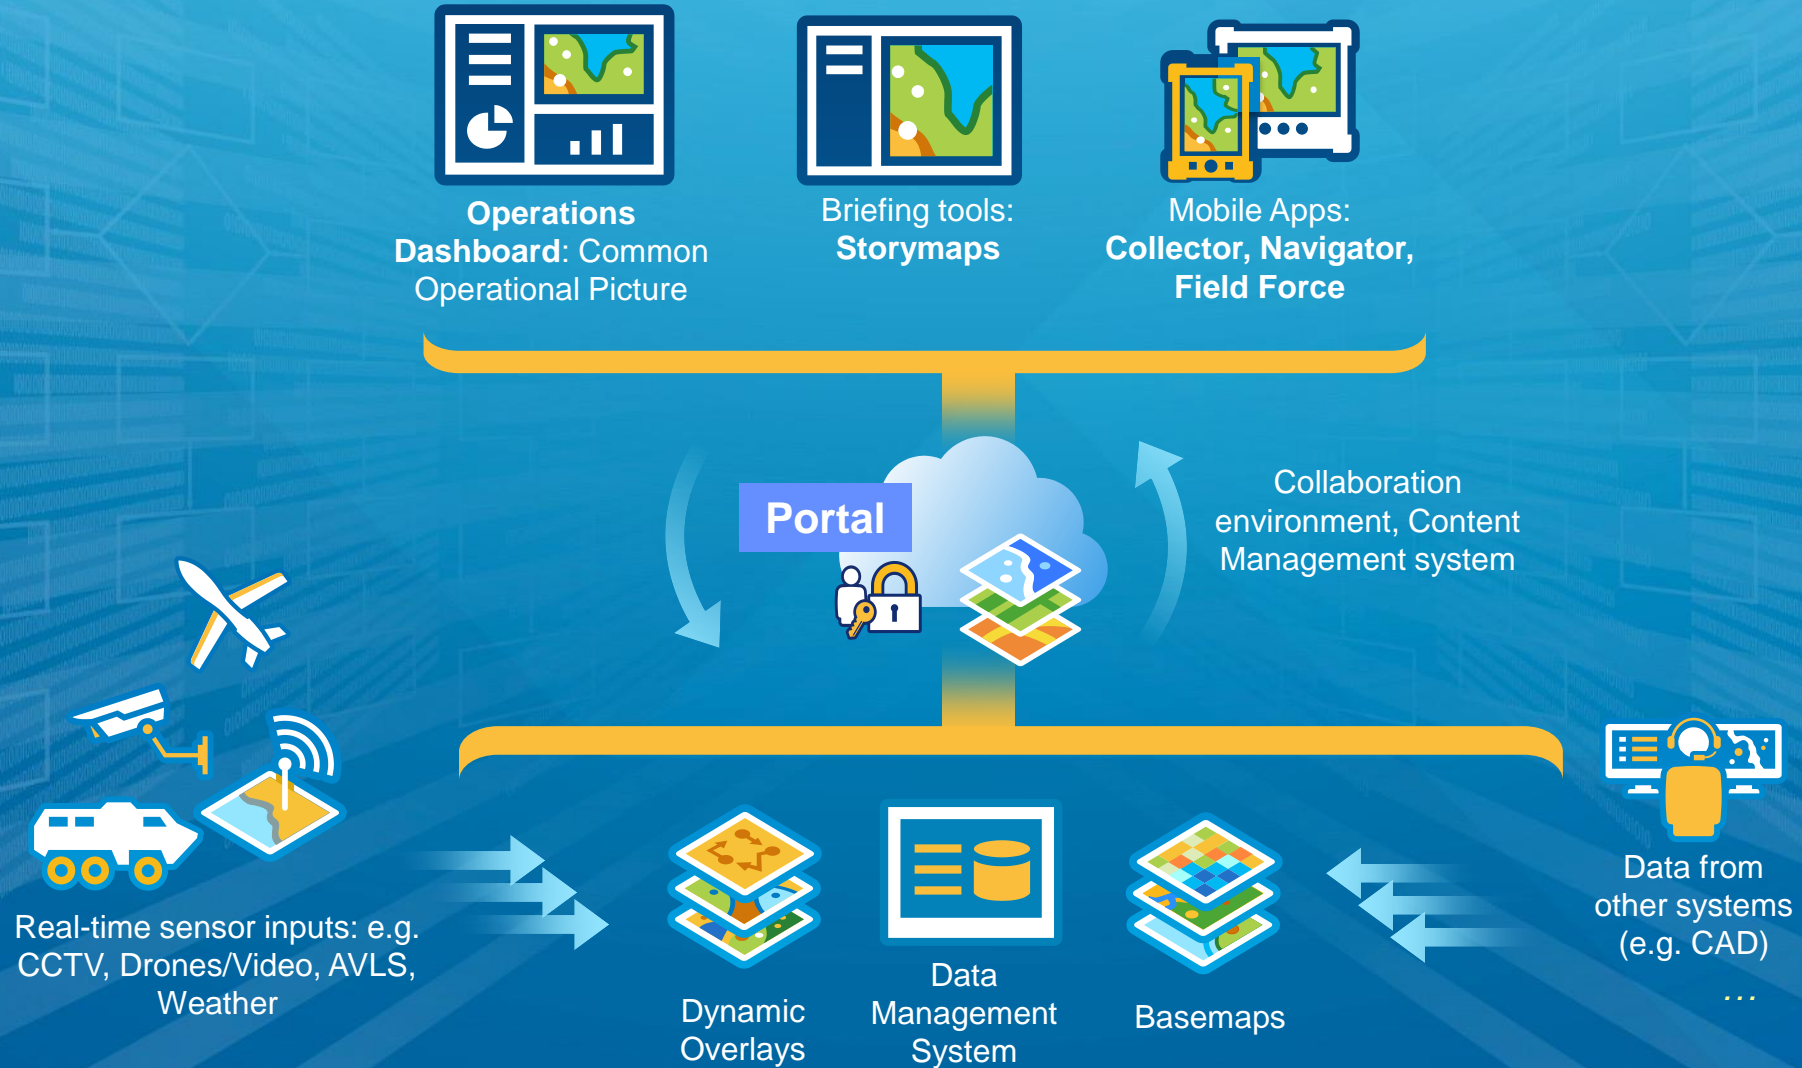 Operations
Dashboard: Common
Operational Picture
Briefing tools:
Storymaps
Mobile Apps:
Collector, Navigator,
Field Force
Portal
Collaboration
environment, Content
Management system
Real-time sensor inputs: e.g.
CCTV, Drones/Video, AVLS,
Weather
Dynamic
Overlays
Data
Management
System
Basemaps
Data from
other systems
(e.g. CAD)
…